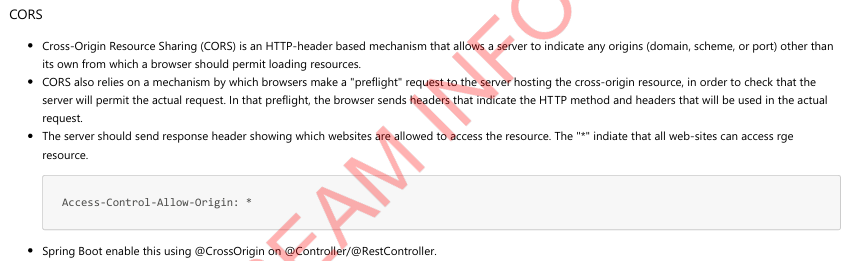 CORS
• Cross-Origin Resource Sharing (CORS) is an HTTP-header based mechanism that allows a server to indicate any origins (domain, scheme, or port) other than
its own from which a browser should permit loading resources.
• CORS also relies on a mechanism by which browsers make a "preflight" request to the server hosting the cross-origin resource, in order to check that the
server will permit the actual request. In that preflight, the browser sends headers that indicate the HTTP method and headers that will be used in the actual
request.
• The server should send response header showing which websites are allowed to access the resource. The "*" indiate that all web-sites can access rge
resource.
Access-Control-Allow-Origin: *
• Spring Boot enable this using @CrossOrigin on @Controller/@RestController.
EAM INFO